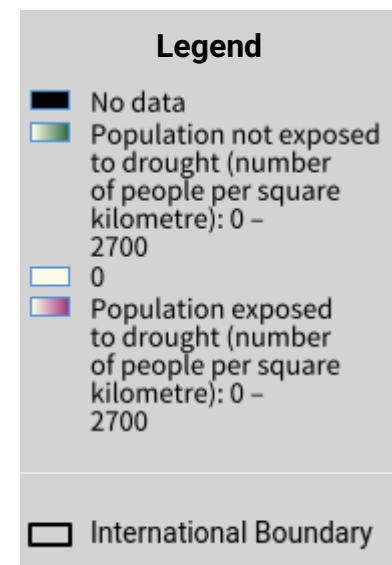 Legend
No data
Population not exposed
to drought (number
of people per square
kilometre): 0 –
2700
0
Population exposed
to drought (number
of people per square
kilometre): 0 –
2700
International Boundary